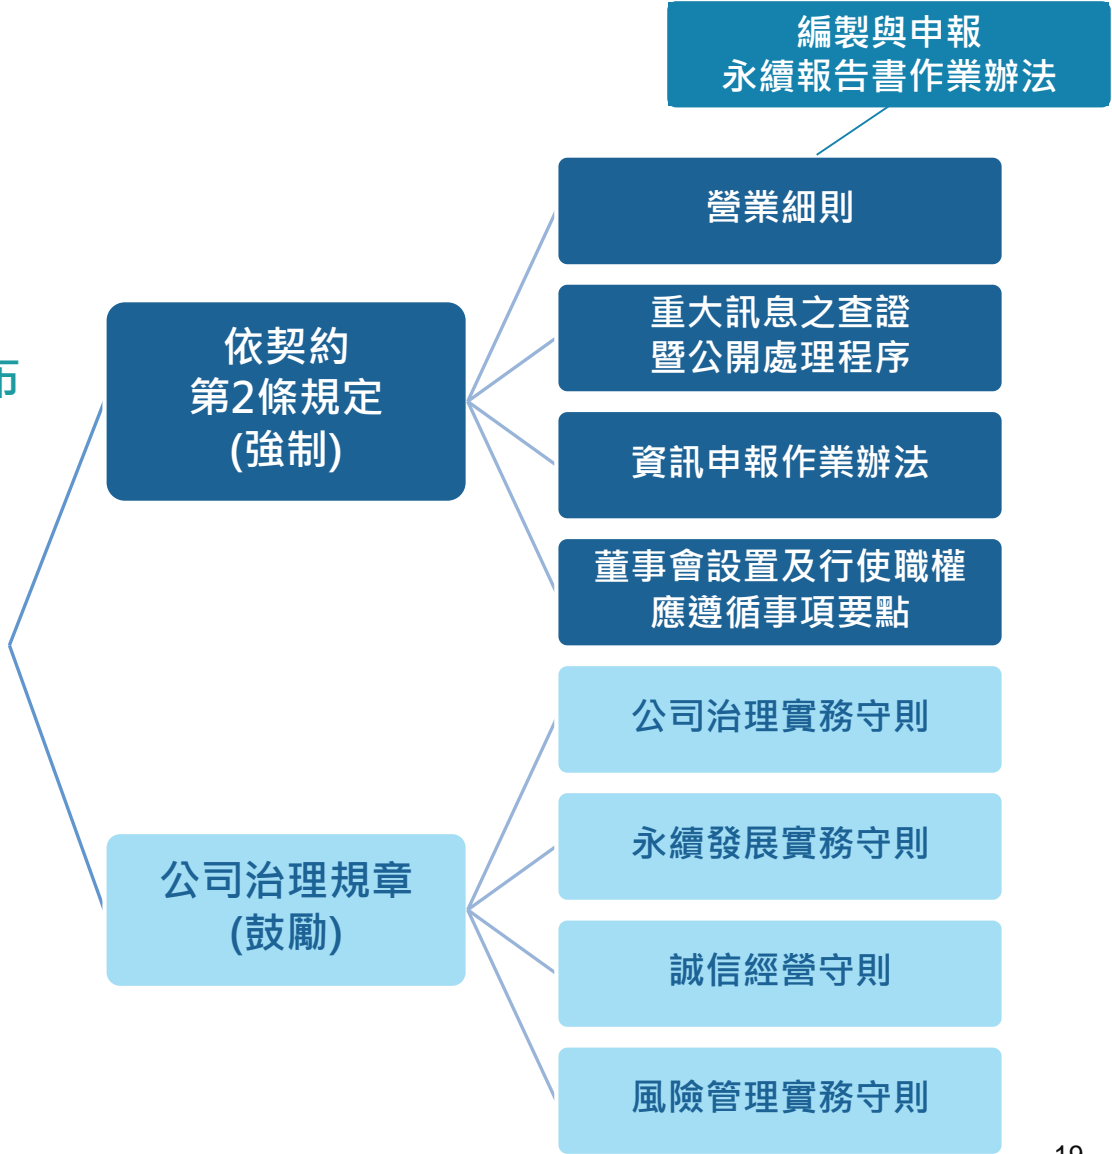 編製與申報
永續報告書作業辦法
營業細則
重大訊息之查證
暨公開處理程序
依契約
第2條規定
(強制)
資訊申報作業辦法
董事會設置及行使職權
應遵循事項要點
公司治理實務守則
永續發展實務守則
公司治理規章
(鼓勵)
誠信經營守則
風險管理實務守則